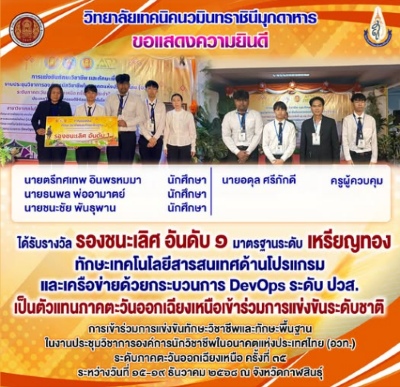 วิทยาลัยเทคนิคนวมินทราชินีมุกดาหาร
ขอแสดงความยินดี
รองชนะเลิศ อันดับ 1
นายตรีทศเทพ อินพรหมมา นักศึกษา นายอดุล ศรีภักดี ครูผู้ควบคุม
นายธนพล พ่ออามาตย์ นักศึกษา
นายชนะชัย พันธุพาน นักศึกษา
ได้รับรางวัล รองชนะเลิศ อันดับ ๑ มาตรฐานระดับ เหรียญทอง
ทักษะเทคโนโลยีสารสนเทศด้านโปรแกรม
และเครือข่ายด้วยกระบวนการ DevOps ระดับ ปวส.
เป็นตัวแทนภาคตะวันออกเฉียงเหนือเข้าร่วมการแข่งขันระดับชาติ
การเข้าร่วมการแข่งขันทักษะวิชาชีพและทักษะพื้นฐาน
ในงานประชุมวิชาการองค์การนักวิชาชีพในอนาคตแห่งประเทศไทย (อวท.)
ระดับภาคตะวันออกเฉียงเหนือ ครั้งที่ ๓๕
ระหว่างวันที่ ๑๕-๑๙ ธันวาคม ๒๕๖๘ ณ จังหวัดกาฬสินธุ์